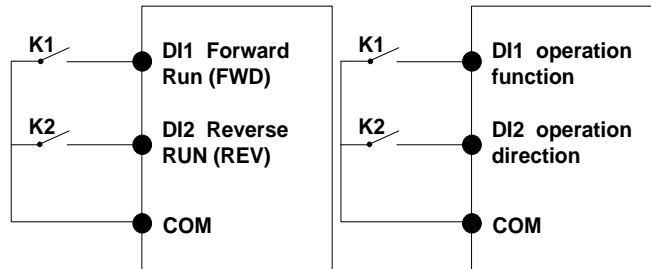 K1
DI1 Forward
Run (FWD)
K2
DI2 Reverse
RUN (REV)
COM
K1
DI1 operation
function
K2
DI2 operation
direction
COM